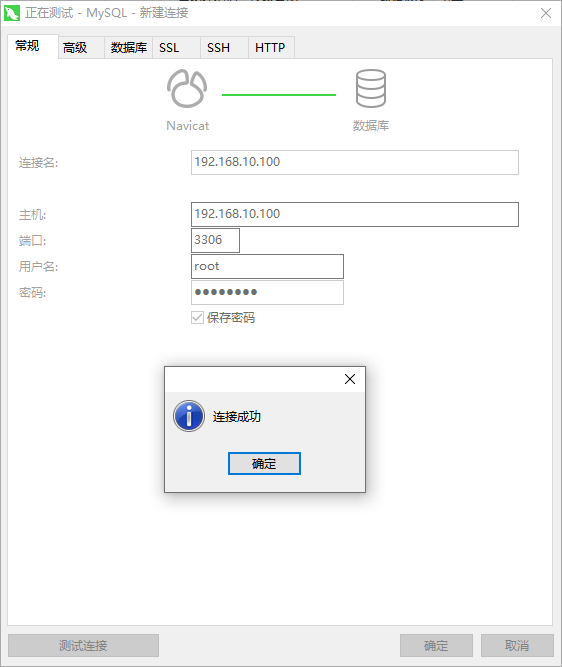 正在测试 - MySQL - 新建连接
常规 高级 数据库 SSL SSH HTTP
Navicat 数据库
连接名: 192.168.10.100
主机: 192.168.10.100
端口: 3306
用户名: root
密码: ●●●●●●●●
保存密码
连接成功
确定
测试连接 确定 取消